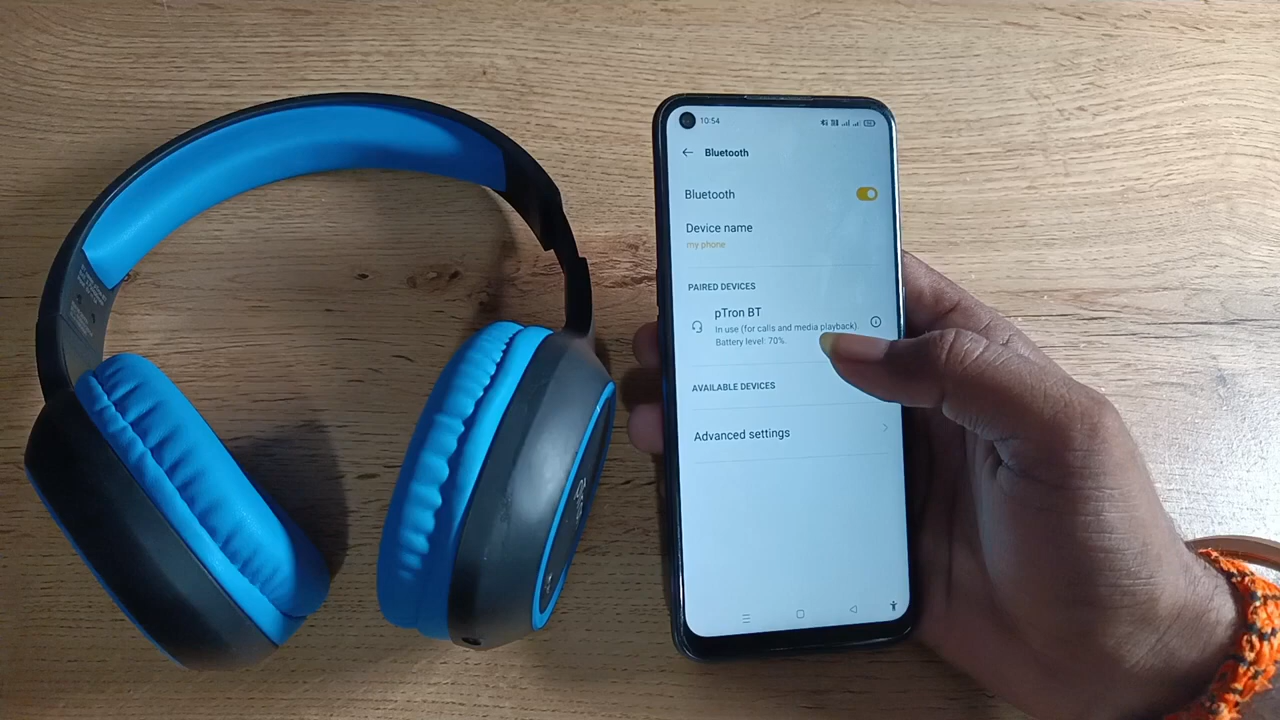 10:54
Bluetooth
Bluetooth
Device name
my phone
PAIRED DEVICES
pTron BT
In use (for calls and media playback).
Battery level: 70%.
AVAILABLE DEVICES
Advanced settings